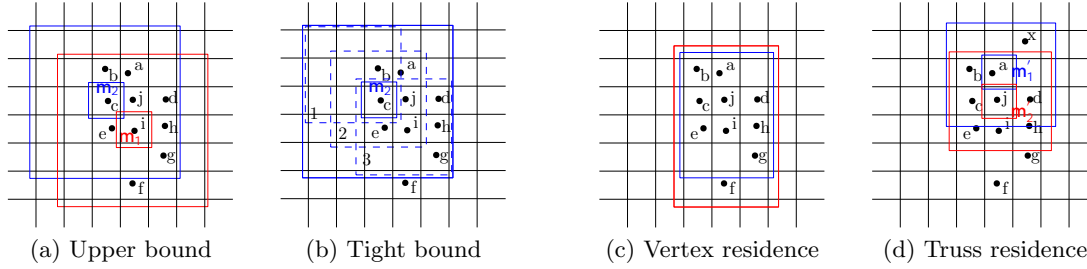 b a
m2
c j d
e m1 i h
g
f
b a
m2
1 c j d
2 e i h
3 g
f
b a
c j d
e i h
g
f
x
a m1′
c j d
m2′
e i h
g
f
(a) Upper bound
(b) Tight bound
(c) Vertex residence
(d) Truss residence